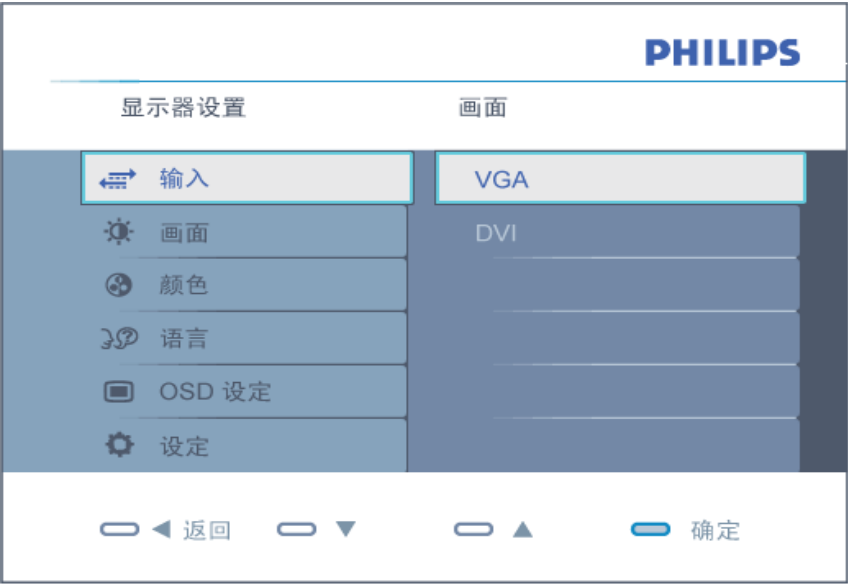 PHILIPS
显示器设置 画面
输入 VGA
画面 DVI
颜色
语言
OSD 设定
设定
返回 确定